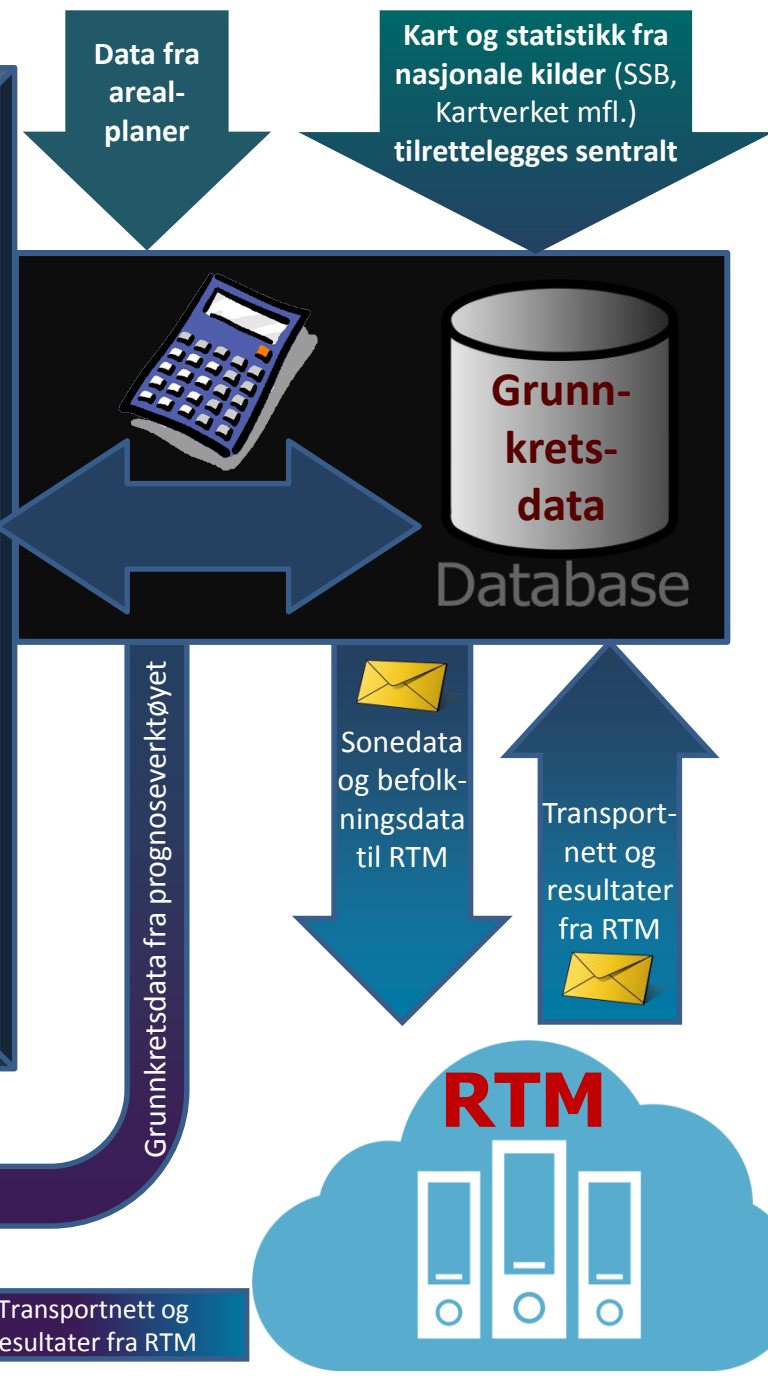 Data fra
areal-
planer
Kart og statistikk fra
nasjonale kilder (SSB,
Kartverket mfl.)
tilrettelegges sentralt
Grunn-
krets-
data
Database
Grunnkretsdata fra prognoseverktøyet
Sonedata
og befolk-
ningsdata
til RTM
Transport-
nett og
resultater
fra RTM
RTM
Transportnett og
esultater fra RTM